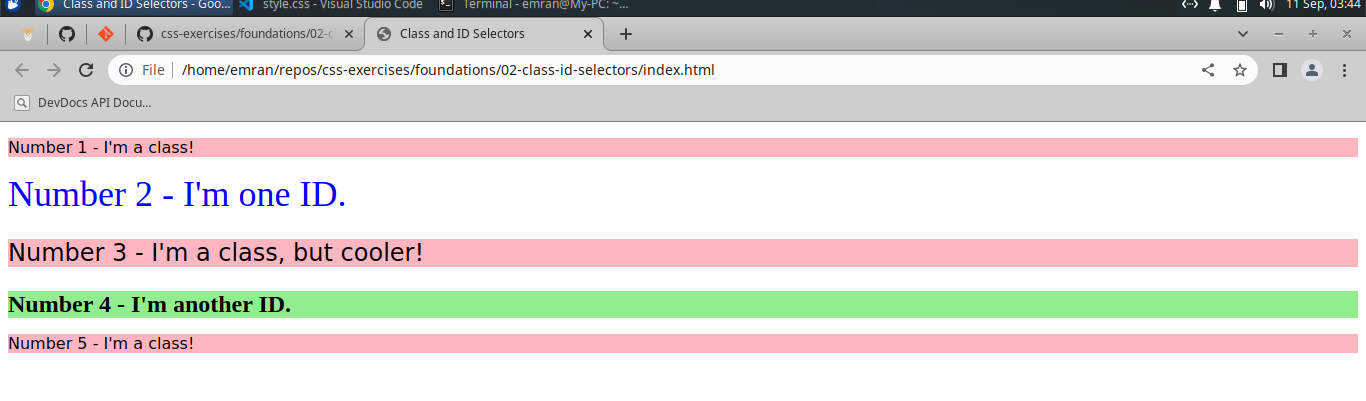 Class and ID Selectors - Goo... style.css - Visual Studio Code Terminal - emran@My-PC: ~... 11 Sep, 03:44
css-exercises/foundations/02-cl Class and ID Selectors
File /home/emran/repos/css-exercises/foundations/02-class-id-selectors/index.html
DevDocs API Docu...
Number 1 - I'm a class!
Number 2 - I'm one ID.
Number 3 - I'm a class, but cooler!
Number 4 - I'm another ID.
Number 5 - I'm a class!